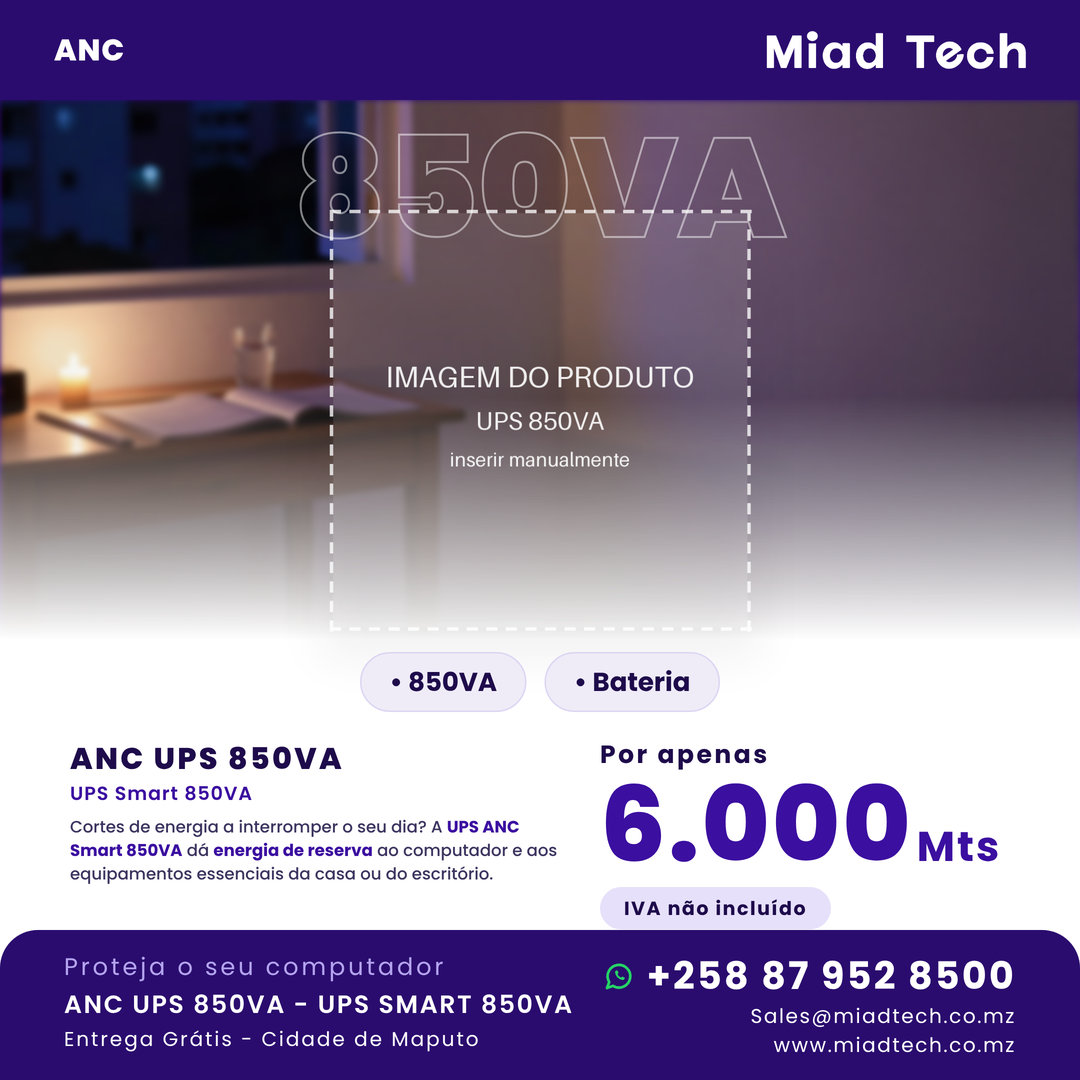 ANC
Miad Tech
850VA
IMAGEM DO PRODUTO
UPS 850VA
inserir manualmente
• 850VA
• Bateria
ANC UPS 850VA
UPS Smart 850VA
Cortes de energia a interromper o seu dia? A UPS ANC
Smart 850VA dá energia de reserva ao computador e aos
equipamentos essenciais da casa ou do escritório.
Por apenas
6.000 Mts
IVA não incluído
Proteja o seu computador
ANC UPS 850VA - UPS SMART 850VA
Entrega Grátis - Cidade de Maputo
+258 87 952 8500
Sales@miadtech.co.mz
www.miadtech.co.mz